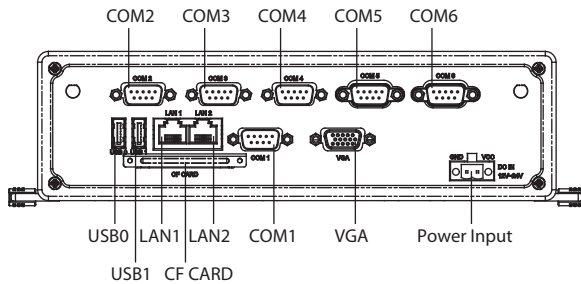 COM2 COM3 COM4 COM5 COM6
COM 2 COM 3 COM 4 COM 5 COM 6
LAN 1 LAN 2
COM 1 VGA
GND VCC
DC IN
CF CARD
USB0 LAN1 LAN2 COM1 VGA Power Input
USB1 CF CARD